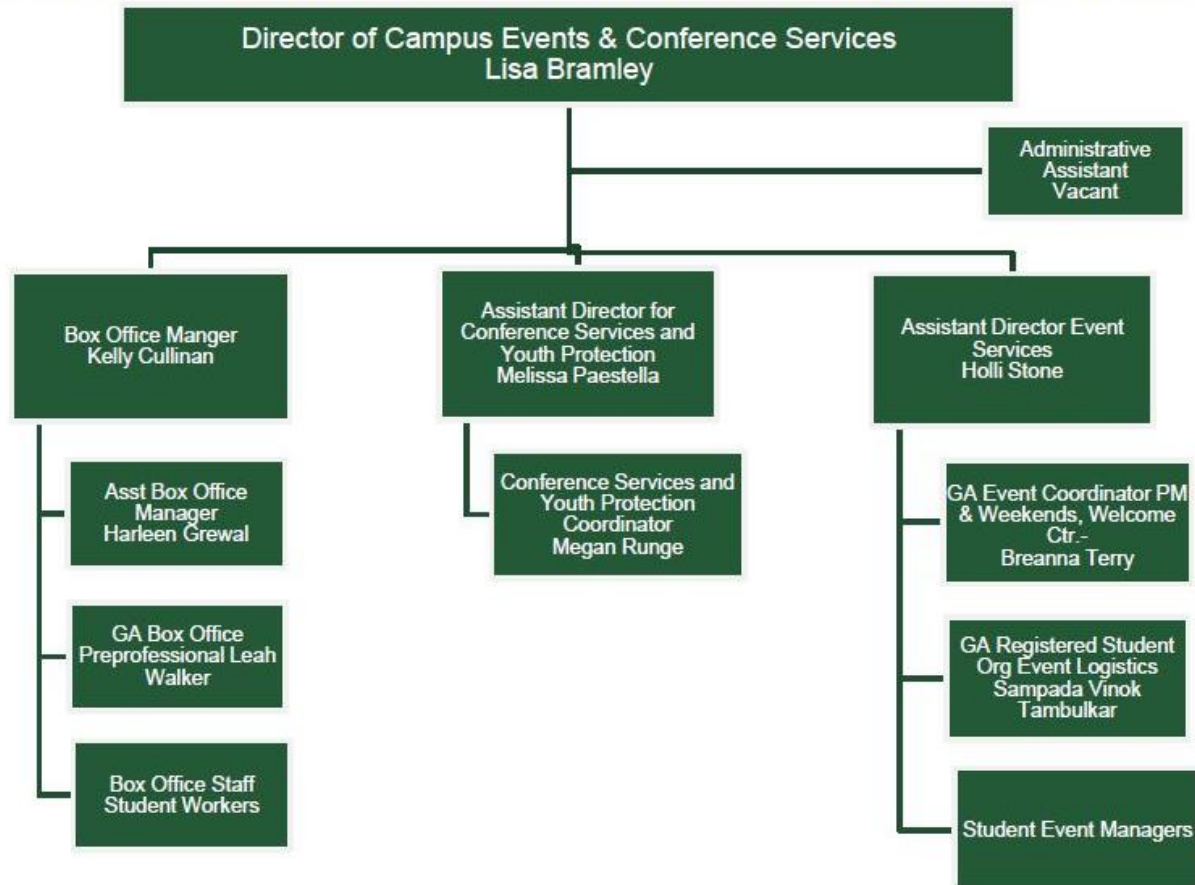 Director of Campus Events & Conference Services
Lisa Bramley
Administrative
Assistant
Vacant
Box Office Manger
Kelly Cullinan
Assistant Director for
Conference Services and
Youth Protection
Melissa Paestella
Assistant Director Event
Services
Holli Stone
Asst Box Office
Manager
Harleen Grewal
GA Box Office
Preprofessional Leah
Walker
Box Office Staff
Student Workers
Conference Services and
Youth Protection
Coordinator
Megan Runge
GA Event Coordinator PM
& Weekends, Welcome
Ctr.-
Breanna Terry
GA Registered Student
Org Event Logistics
Sampada Vinok
Tambulkar
Student Event Managers